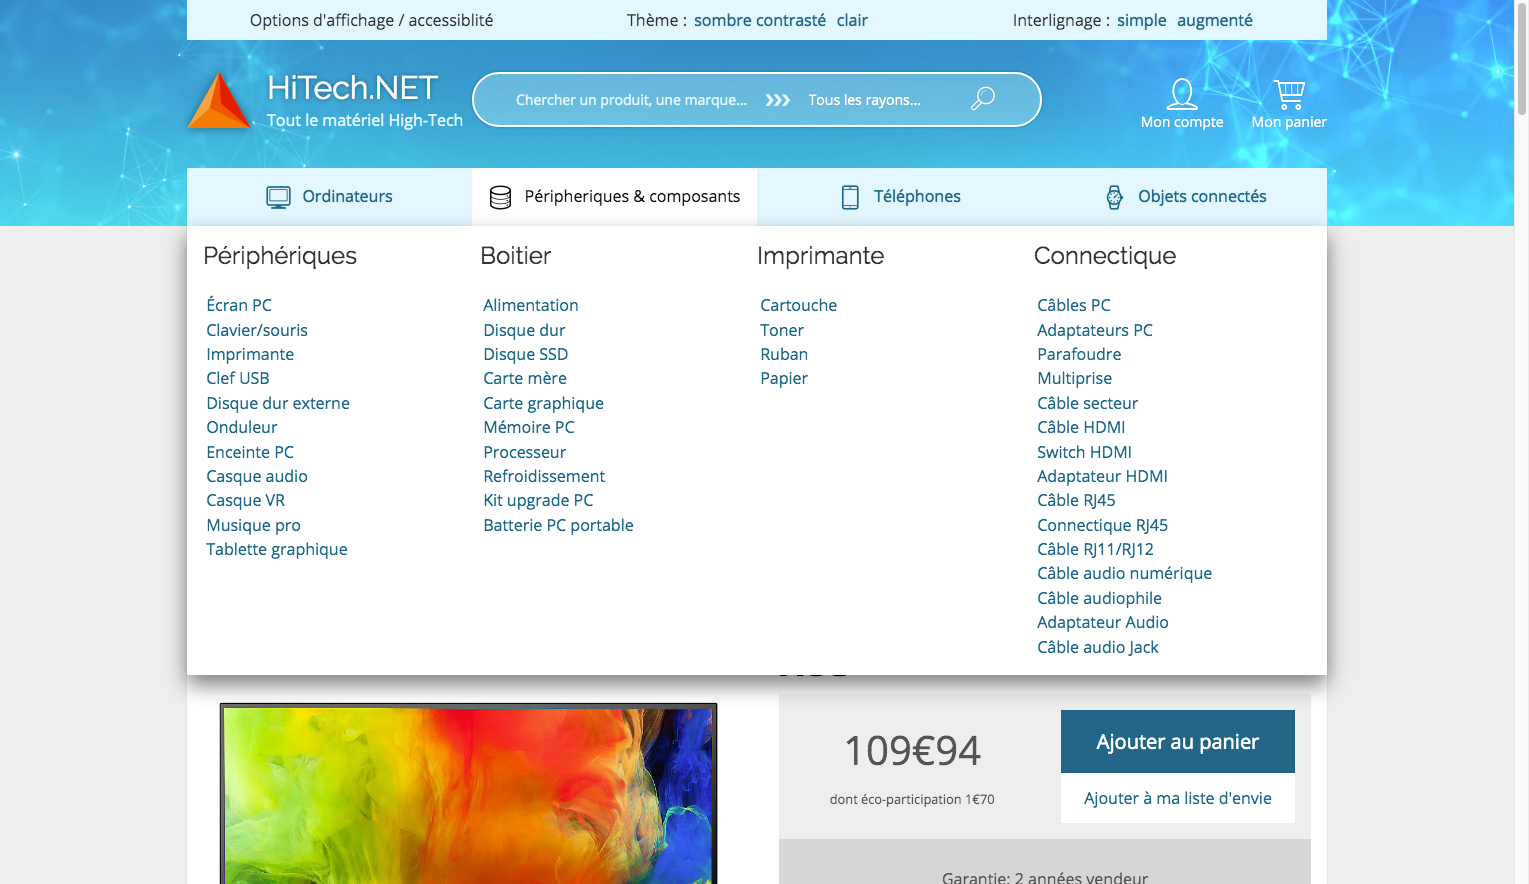 Options d'affichage / accessiblité
Thème : sombre contrasté clair
Interlignage : simple augmenté
HiTech.NET
Tout le matériel High-Tech
Chercher un produit, une marque...
Tous les rayons...
Mon compte
Mon panier
Ordinateurs
Péripheriques & composants
Téléphones
Objets connectés
Périphériques
Écran PC
Clavier/souris
Imprimante
Clef USB
Disque dur externe
Onduleur
Enceinte PC
Casque audio
Casque VR
Musique pro
Tablette graphique
Boitier
Alimentation
Disque dur
Disque SSD
Carte mère
Carte graphique
Mémoire PC
Processeur
Refroidissement
Kit upgrade PC
Batterie PC portable
Imprimante
Cartouche
Toner
Ruban
Papier
Connectique
Câbles PC
Adaptateurs PC
Parafoudre
Multiprise
Câble secteur
Câble HDMI
Switch HDMI
Adaptateur HDMI
Câble RJ45
Connectique RJ45
Câble RJ11/RJ12
Câble audio numérique
Câble audiophile
Adaptateur Audio
Câble audio Jack
109€94
dont éco-participation 1€70
Ajouter au panier
Ajouter à ma liste d'envie
Garantie: 2 années vendeur